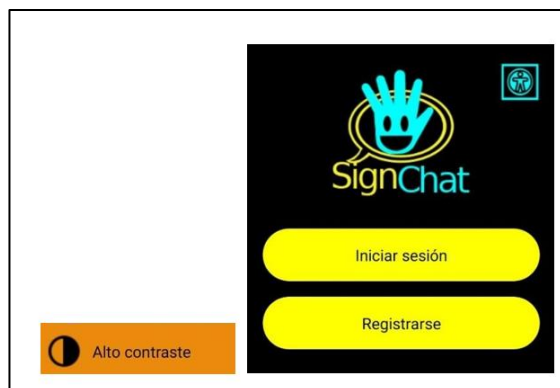 SignChat
Iniciar sesión
Registrarse
Alto contraste